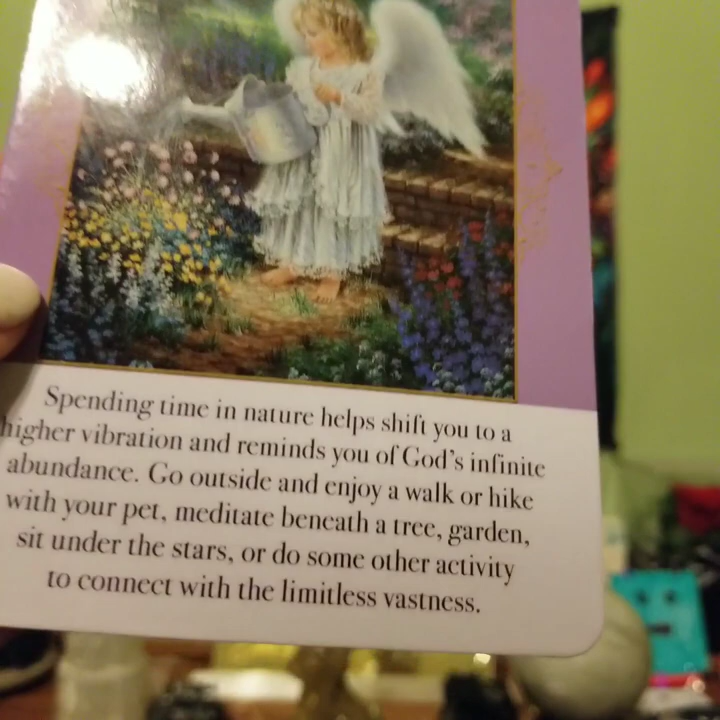 Spending time in nature helps shift you to a
higher vibration and reminds you of God's infinite
abundance. Go outside and enjoy a walk or hike
with your pet, meditate beneath a tree, garden,
sit under the stars, or do some other activity
to connect with the limitless vastness.